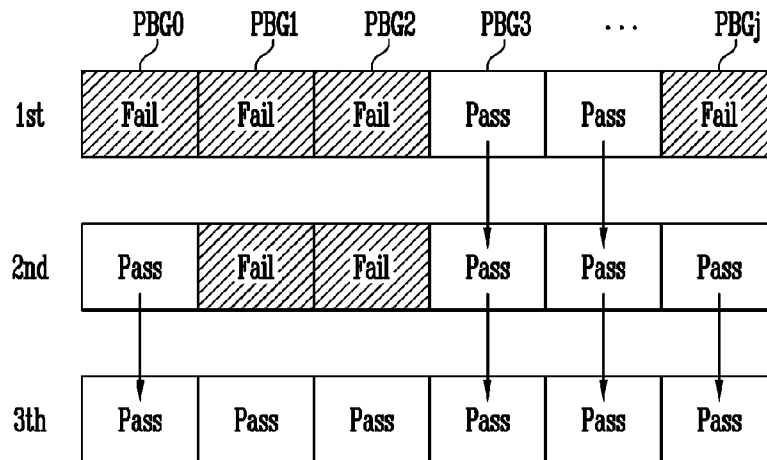 PBG0 PBG1 PBG2 PBG3 ... PBGj
1st Fail Fail Fail Pass Pass Fail
2nd Pass Fail Fail Pass Pass Pass
3th Pass Pass Pass Pass Pass Pass